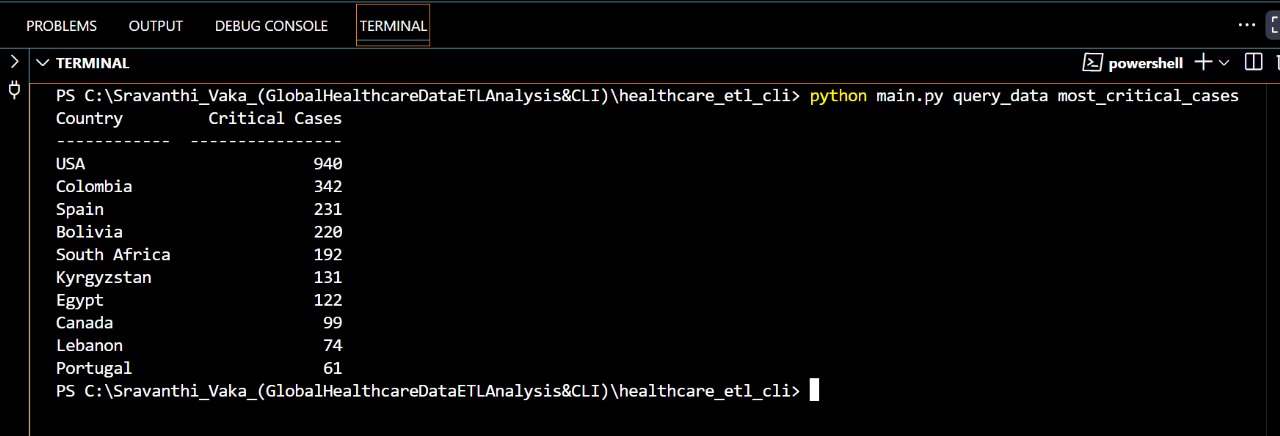 PROBLEMS OUTPUT DEBUG CONSOLE TERMINAL
TERMINAL powershell
PS C:\Sravanthi_Vaka_(GlobalHealthcareDataETLAnalysis&CLI)\healthcare_etl_cli> python main.py query_data most_critical_cases
Country Critical Cases
------------ ----------------
USA 940
Colombia 342
Spain 231
Bolivia 220
South Africa 192
Kyrgyzstan 131
Egypt 122
Canada 99
Lebanon 74
Portugal 61
PS C:\Sravanthi_Vaka_(GlobalHealthcareDataETLAnalysis&CLI)\healthcare_etl_cli>